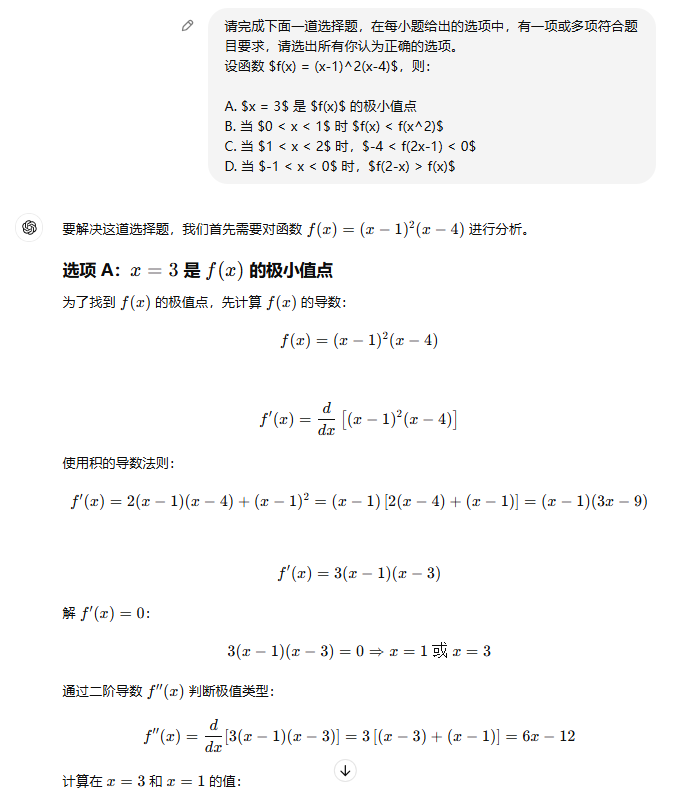 请完成下面一道选择题，在每小题给出的选项中，有一项或多项符合题
目要求，请选出所有你认为正确的选项。
设函数 $f(x) = (x-1)^2(x-4)$，则：
A. $x = 3$ 是 $f(x)$ 的极小值点
B. 当 $0 < x < 1$ 时 $f(x) < f(x^2)$
C. 当 $1 < x < 2$ 时，$-4 < f(2x-1) < 0$
D. 当 $-1 < x < 0$ 时，$f(2-x) > f(x)$
要解决这道选择题，我们首先需要对函数 f(x) = (x − 1)²(x − 4) 进行分析。
选项 A：x = 3 是 f(x) 的极小值点
为了找到 f(x) 的极值点，先计算 f(x) 的导数：
f(x) = (x − 1)²(x − 4)
f′(x) = d/dx [(x − 1)²(x − 4)]
使用积的导数法则：
f′(x) = 2(x − 1)(x − 4) + (x − 1)² = (x − 1) [2(x − 4) + (x − 1)] = (x − 1)(3x − 9)
f′(x) = 3(x − 1)(x − 3)
解 f′(x) = 0：
3(x − 1)(x − 3) = 0 ⇒ x = 1 或 x = 3
通过二阶导数 f′′(x) 判断极值类型：
f′′(x) = d/dx [3(x − 1)(x − 3)] = 3 [(x − 3) + (x − 1)] = 6x − 12
计算在 x = 3 和 x = 1 的值：